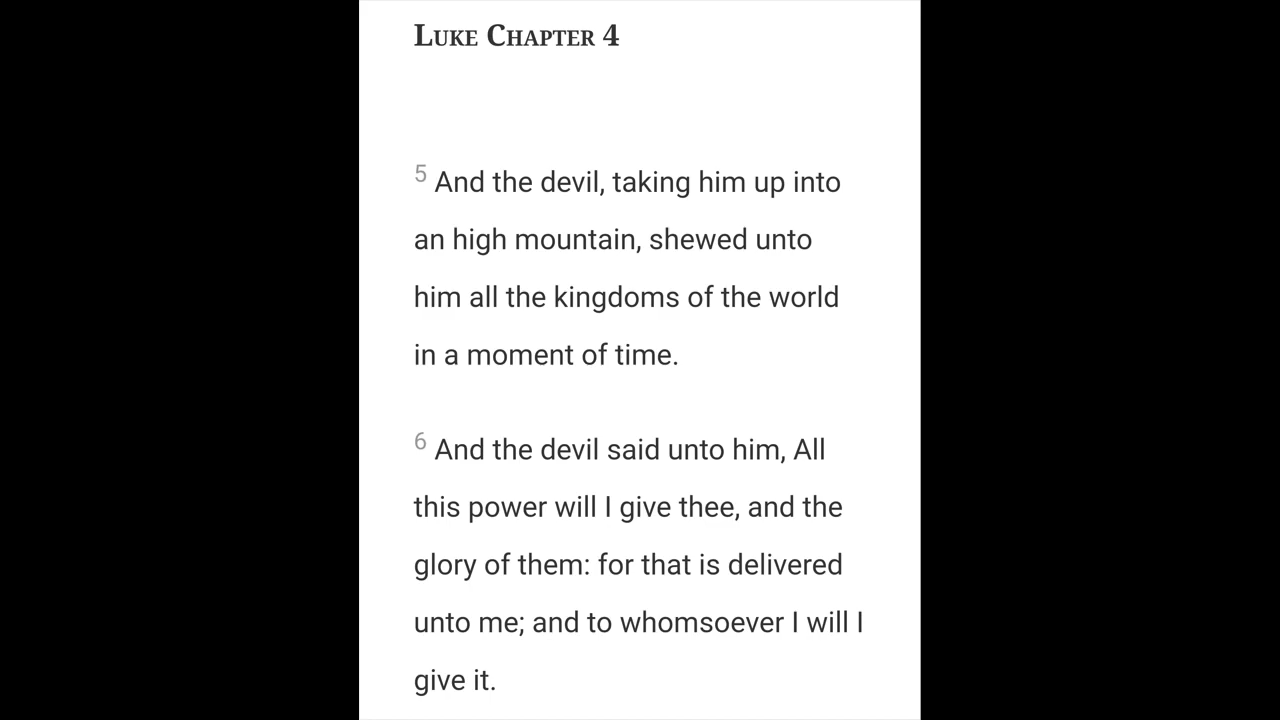 Luke Chapter 4
5 And the devil, taking him up into
an high mountain, shewed unto
him all the kingdoms of the world
in a moment of time.
6 And the devil said unto him, All
this power will I give thee, and the
glory of them: for that is delivered
unto me; and to whomsoever I will I
give it.